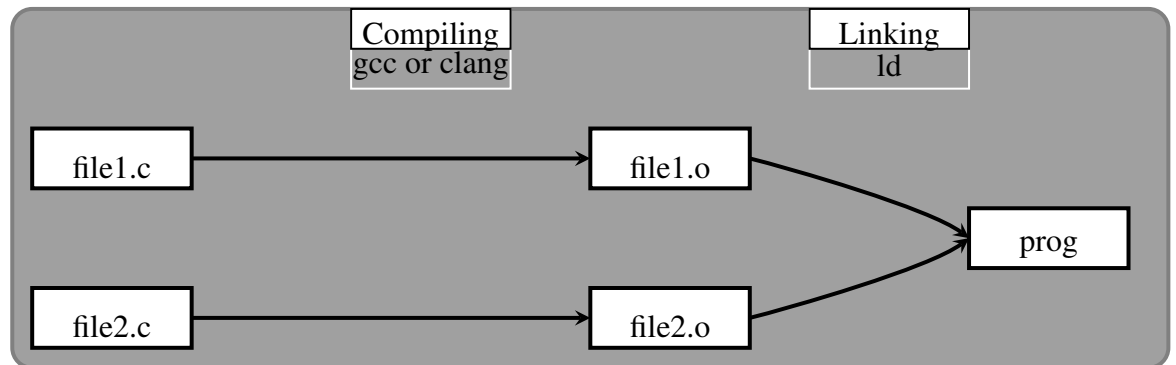 Compiling
gcc or clang
Linking
ld
file1.c
file1.o
prog
file2.c
file2.o